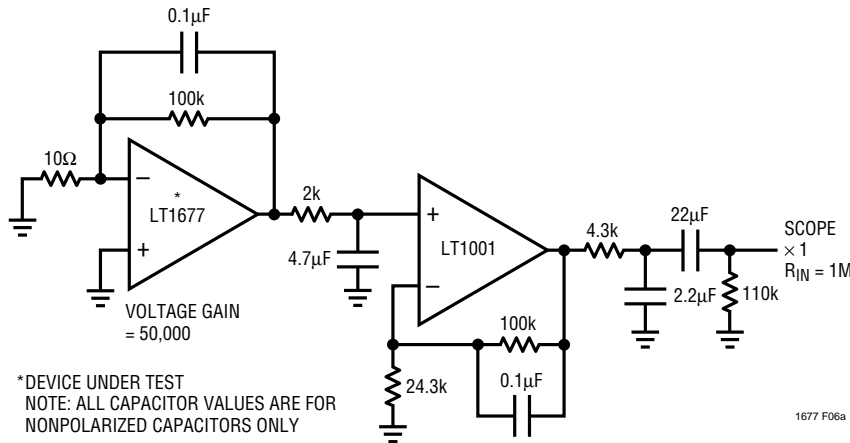 0.1µF
100k
10Ω
−
*
LT1677
+
VOLTAGE GAIN
= 50,000
2k
4.7µF
+
LT1001
−
4.3k
22µF
SCOPE
× 1
R_IN = 1M
2.2µF
110k
100k
24.3k
0.1µF
*DEVICE UNDER TEST
NOTE: ALL CAPACITOR VALUES ARE FOR
NONPOLARIZED CAPACITORS ONLY
1677 F06a